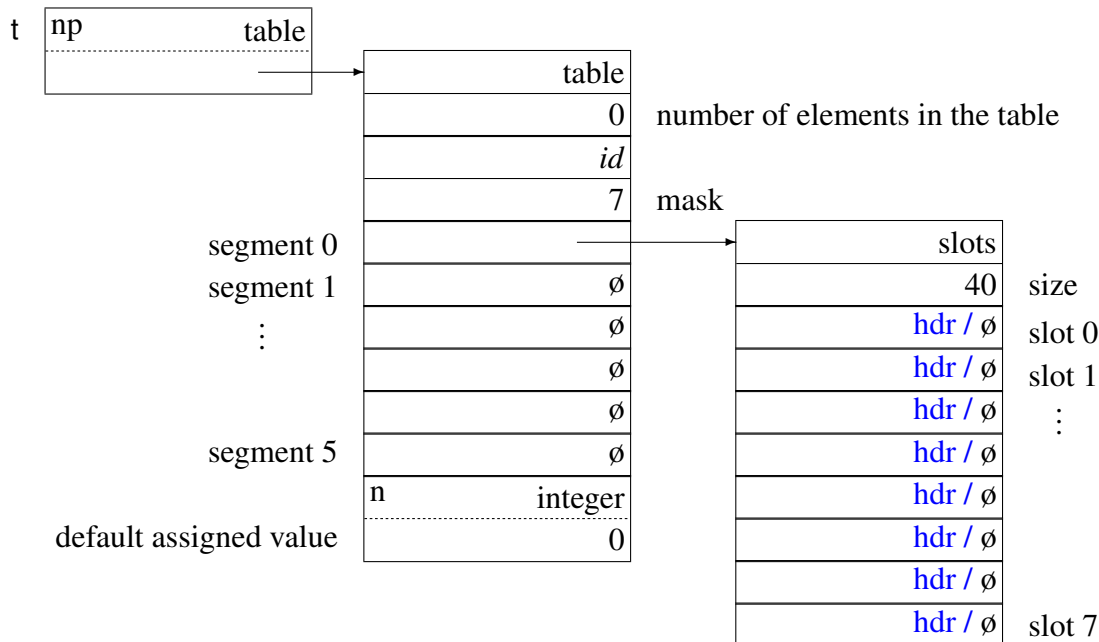 t
np table
table
0 number of elements in the table
id
7 mask
segment 0
slots
segment 1 ø
40 size
⋮ ø
hdr / ø slot 0
ø
hdr / ø slot 1
ø
hdr / ø ⋮
segment 5 ø
hdr / ø
n integer
hdr / ø
default assigned value 0
hdr / ø
hdr / ø
hdr / ø slot 7